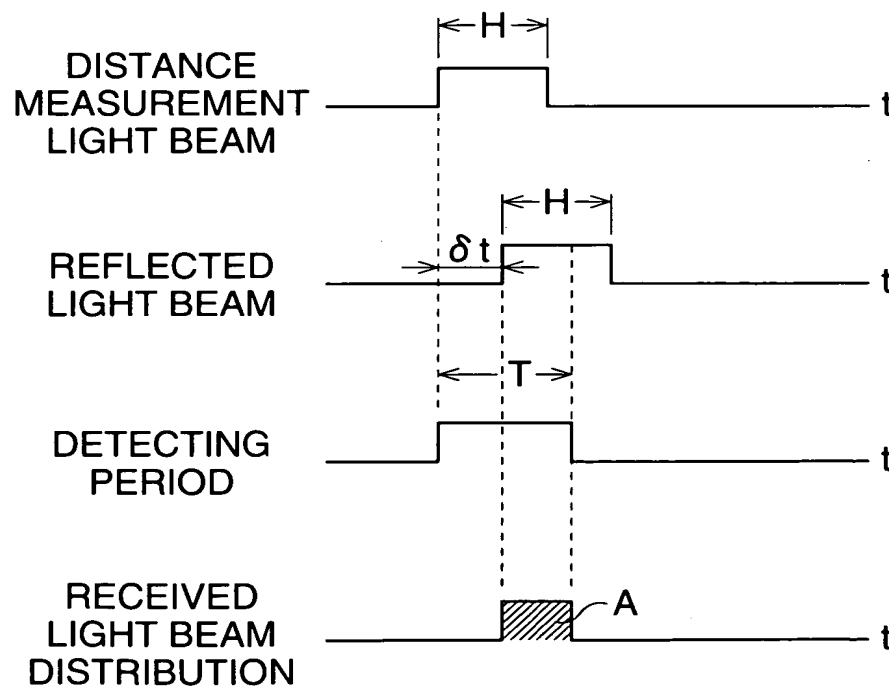 H
DISTANCE
MEASUREMENT
LIGHT BEAM
t
H
δt
REFLECTED
LIGHT BEAM
t
T
DETECTING
PERIOD
t
RECEIVED
LIGHT BEAM
DISTRIBUTION
A
t